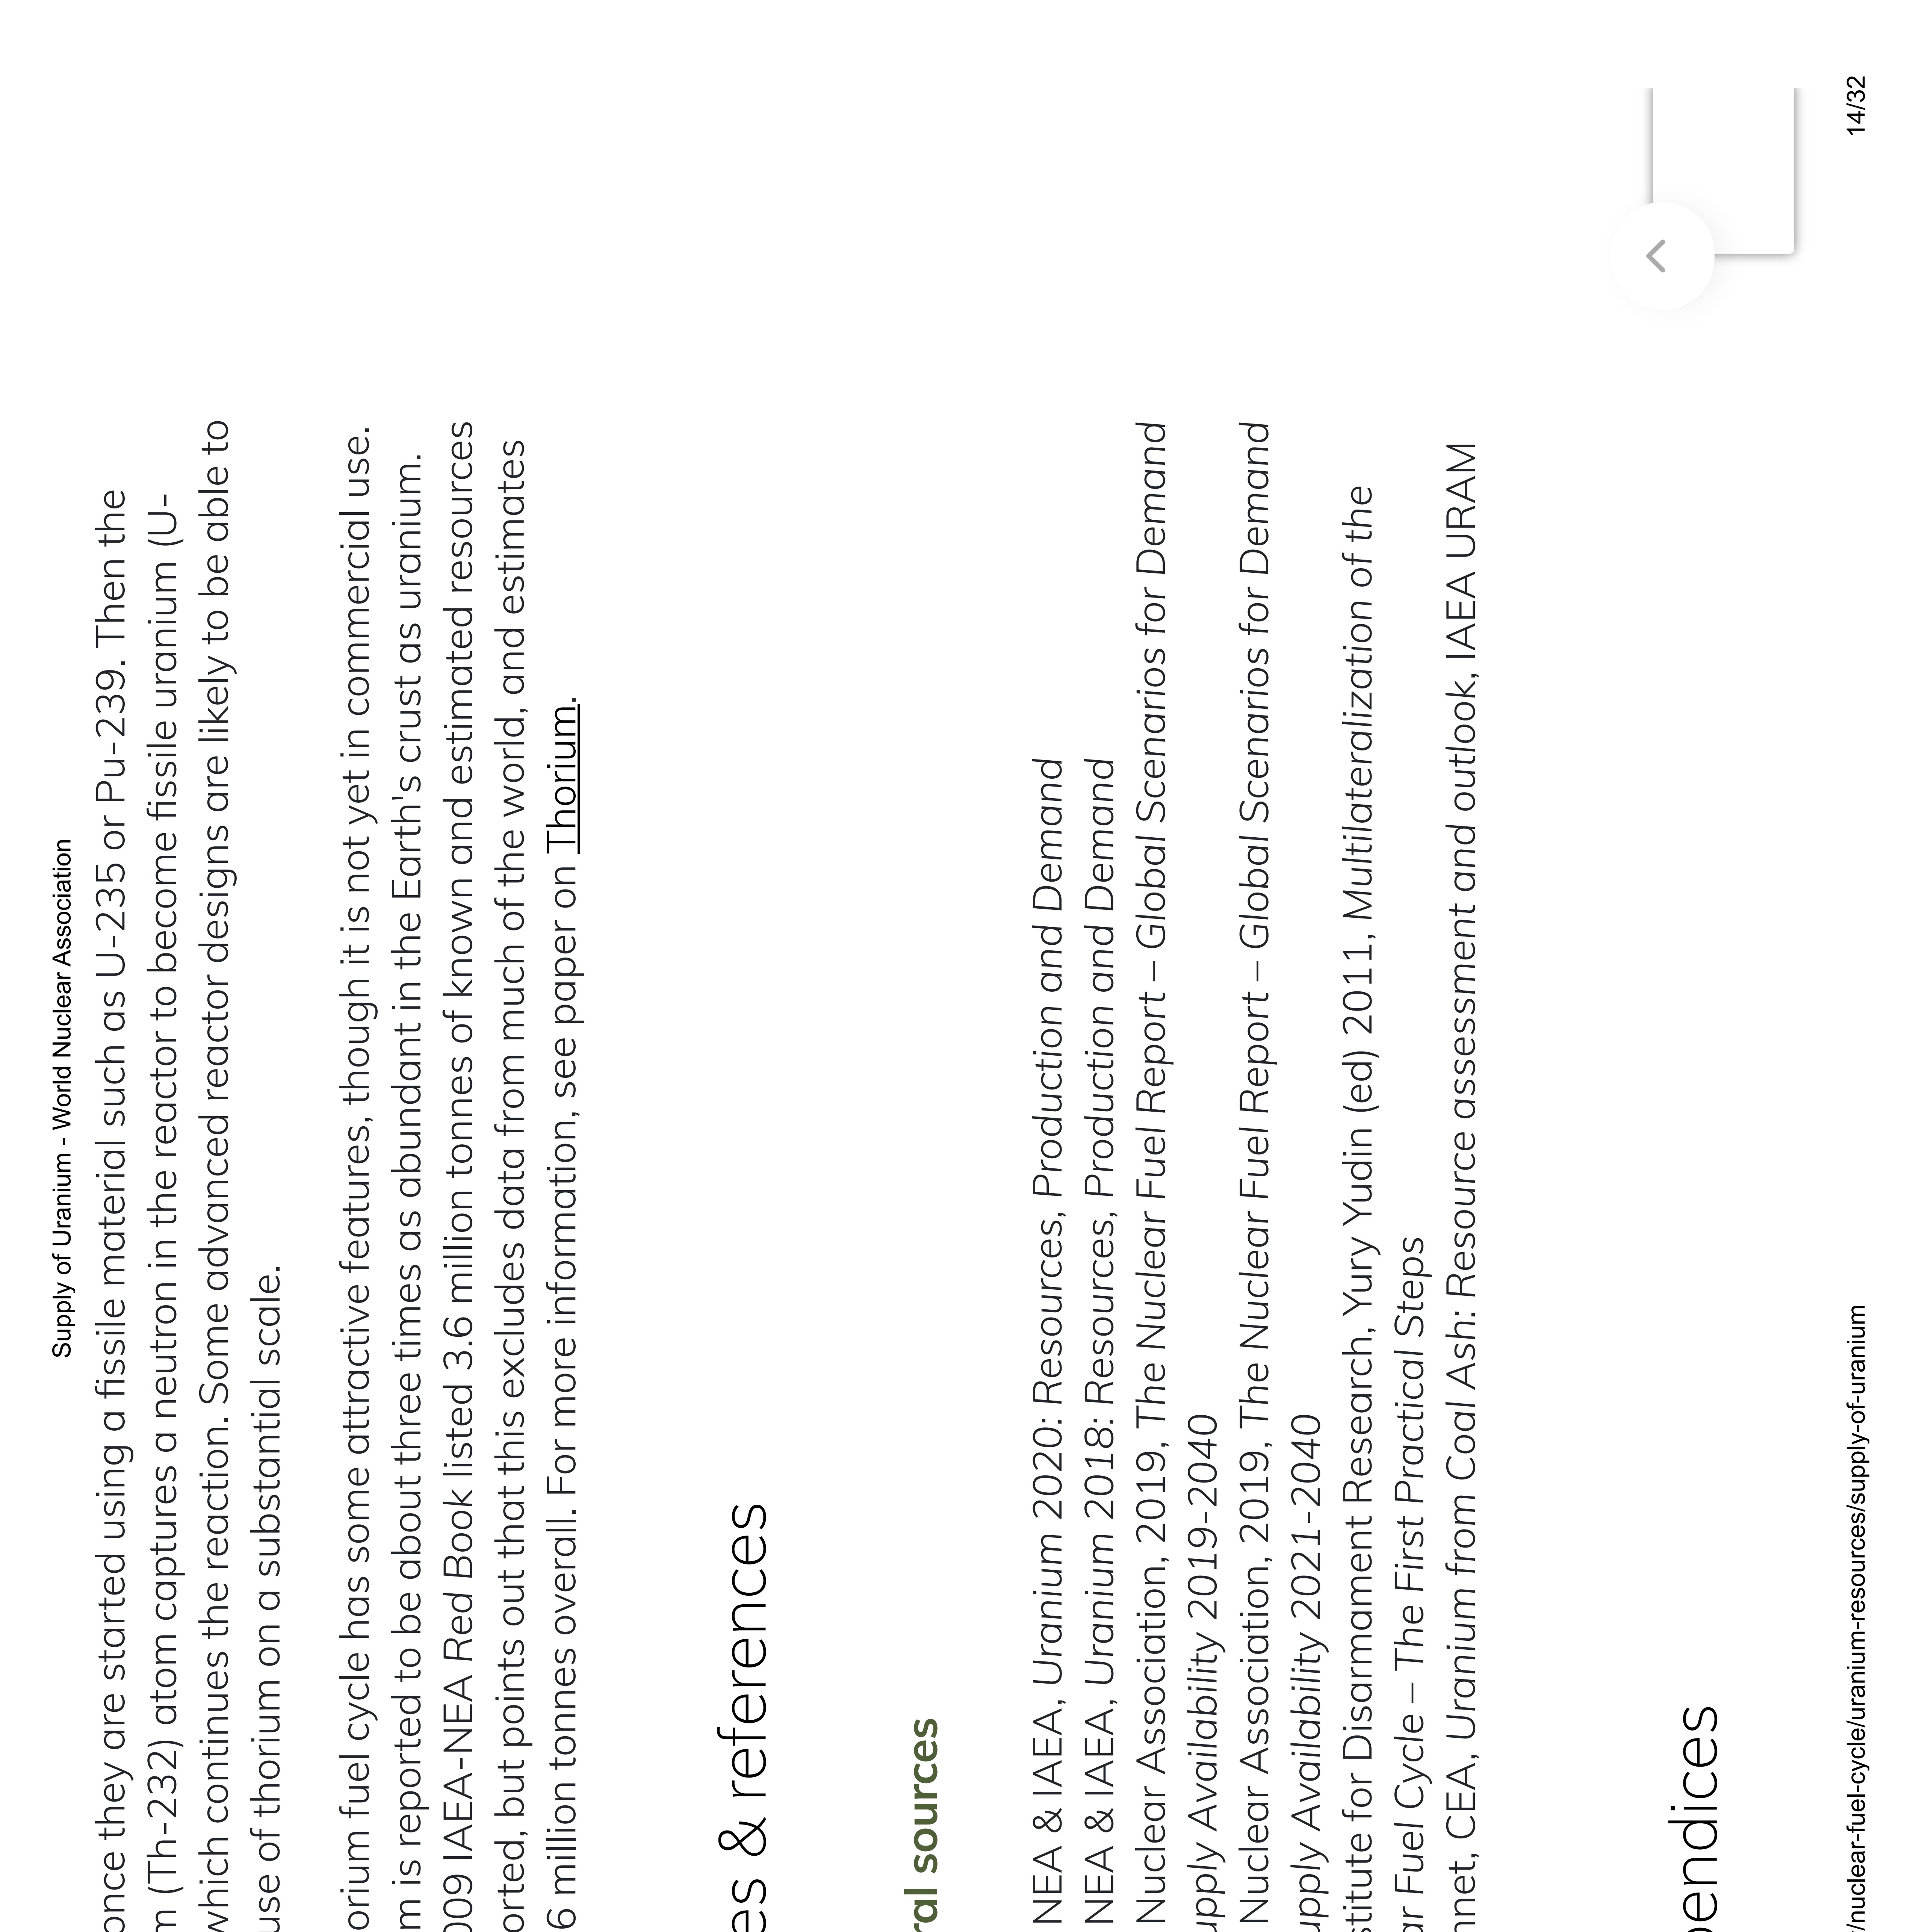 Supply of Uranium - World Nuclear Association
once they are started using a fissile material such as U-235 or Pu-239. Then the
(Th-232) atom captures a neutron in the reactor to become fissile uranium (U-
which continues the reaction. Some advanced reactor designs are likely to be able to
use of thorium on a substantial scale.
orium fuel cycle has some attractive features, though it is not yet in commercial use.
m is reported to be about three times as abundant in the Earth's crust as uranium.
009 IAEA-NEA Red Book listed 3.6 million tonnes of known and estimated resources
orted, but points out that this excludes data from much of the world, and estimates
6 million tonnes overall. For more information, see paper on Thorium.
es & references
ral sources
NEA & IAEA, Uranium 2020: Resources, Production and Demand
NEA & IAEA, Uranium 2018: Resources, Production and Demand
Nuclear Association, 2019, The Nuclear Fuel Report – Global Scenarios for Demand
upply Availability 2019-2040
Nuclear Association, 2019, The Nuclear Fuel Report – Global Scenarios for Demand
upply Availability 2021-2040
stitute for Disarmament Research, Yury Yudin (ed) 2011, Multilateralization of the
ar Fuel Cycle – The First Practical Steps
nnet, CEA, Uranium from Coal Ash: Resource assessment and outlook, IAEA URAM
pendices
/nuclear-fuel-cycle/uranium-resources/supply-of-uranium
14/32